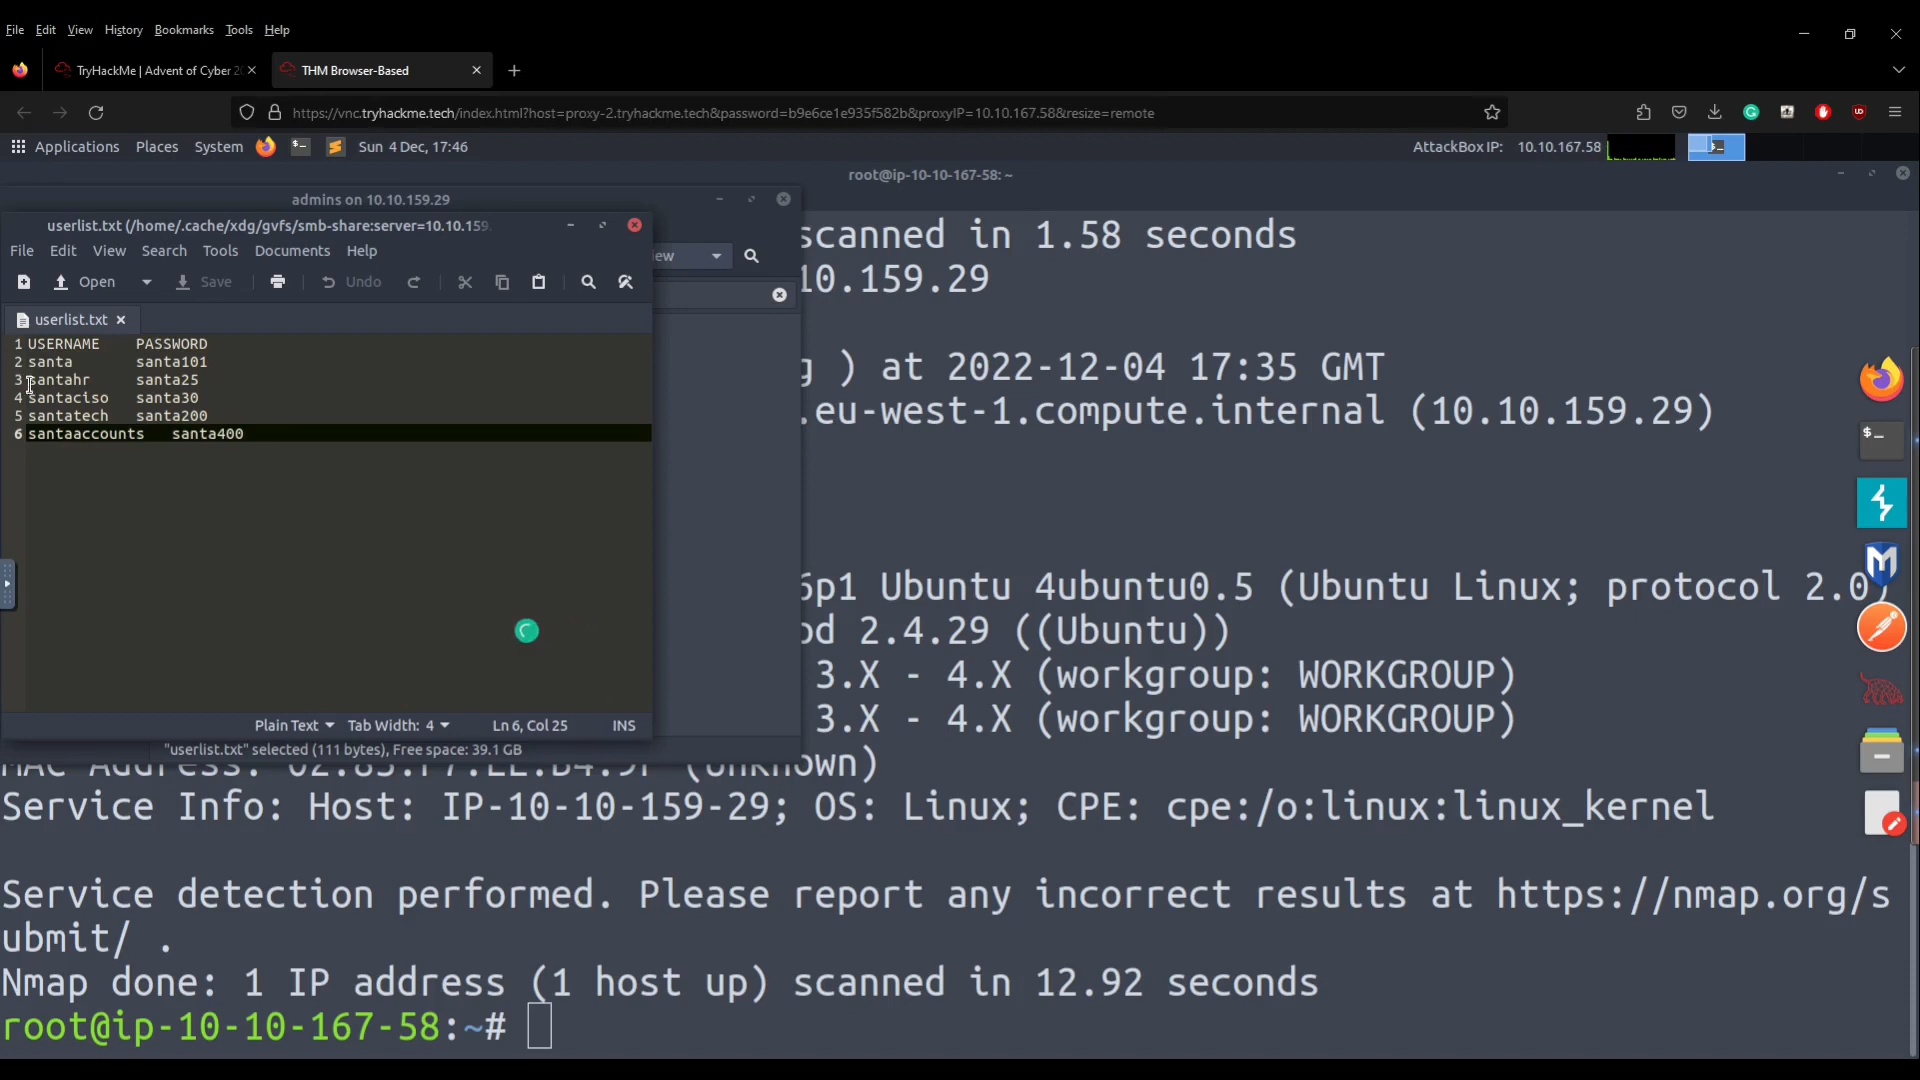 File Edit View History Bookmarks Tools Help
TryHackMe | Advent of Cyber 20
THM Browser-Based
https://vnc.tryhackme.tech/index.html?host=proxy-2.tryhackme.tech&password=b9e6ce1e935f582b&proxyIP=10.10.167.58&resize=remote
Applications Places System Sun 4 Dec, 17:46 AttackBox IP: 10.10.167.58
root@ip-10-10-167-58: ~
admins on 10.10.159.29
userlist.txt (/home/.cache/xdg/gvfs/smb-share:server=10.10.159.
File Edit View Search Tools Documents Help
Open Save Undo
iew
userlist.txt
1 USERNAME PASSWORD
2 santa santa101
3 santahr santa25
4 santaciso santa30
5 santatech santa200
6 santaaccounts santa400
Plain Text Tab Width: 4 Ln 6, Col 25 INS
"userlist.txt" selected (111 bytes), Free space: 39.1 GB
scanned in 1.58 seconds
10.159.29
g ) at 2022-12-04 17:35 GMT
.eu-west-1.compute.internal (10.10.159.29)
6p1 Ubuntu 4ubuntu0.5 (Ubuntu Linux; protocol 2.0)
pd 2.4.29 ((Ubuntu))
3.X - 4.X (workgroup: WORKGROUP)
3.X - 4.X (workgroup: WORKGROUP)
MAC Address: (Unknown)
Service Info: Host: IP-10-10-159-29; OS: Linux; CPE: cpe:/o:linux:linux_kernel
Service detection performed. Please report any incorrect results at https://nmap.org/s
ubmit/ .
Nmap done: 1 IP address (1 host up) scanned in 12.92 seconds
root@ip-10-10-167-58:~#